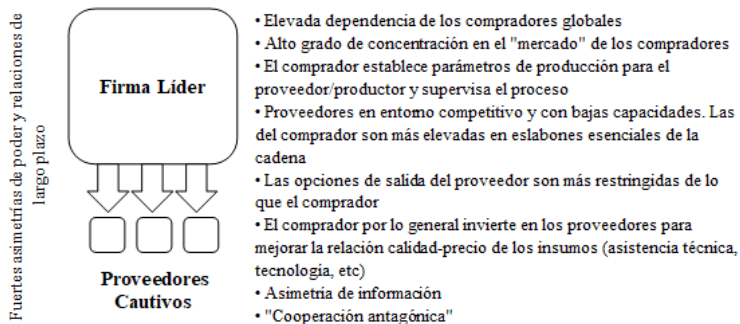 Fuertes asimetrías de poder y relaciones de
largo plazo
Firma Líder
Proveedores
Cautivos
• Elevada dependencia de los compradores globales
• Alto grado de concentración en el "mercado" de los compradores
• El comprador establece parámetros de producción para el
proveedor/productor y supervisa el proceso
• Proveedores en entorno competitivo y con bajas capacidades. Las
del comprador son más elevadas en eslabones esenciales de la
cadena
• Las opciones de salida del proveedor son más restringidas de lo
que el comprador
• El comprador por lo general invierte en los proveedores para
mejorar la relación calidad-precio de los insumos (asistencia técnica,
tecnología, etc)
• Asimetría de información
• "Cooperación antagónica"